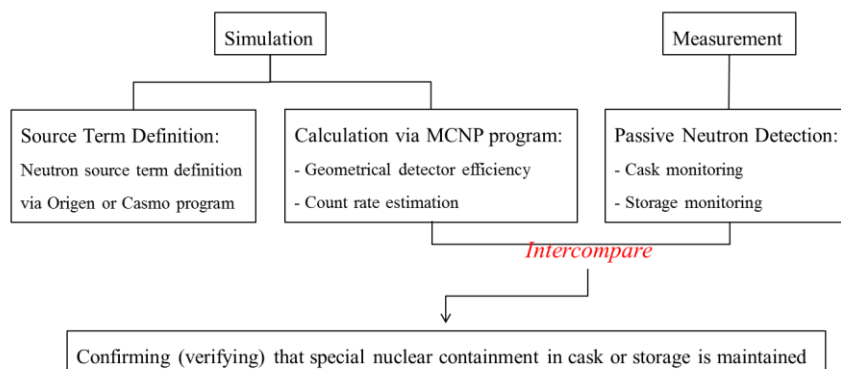 Simulation
Measurement
Source Term Definition:
Neutron source term definition
via Origen or Casmo program
Calculation via MCNP program:
- Geometrical detector efficiency
- Count rate estimation
Passive Neutron Detection:
- Cask monitoring
- Storage monitoring
Intercompare
Confirming (verifying) that special nuclear containment in cask or storage is maintained